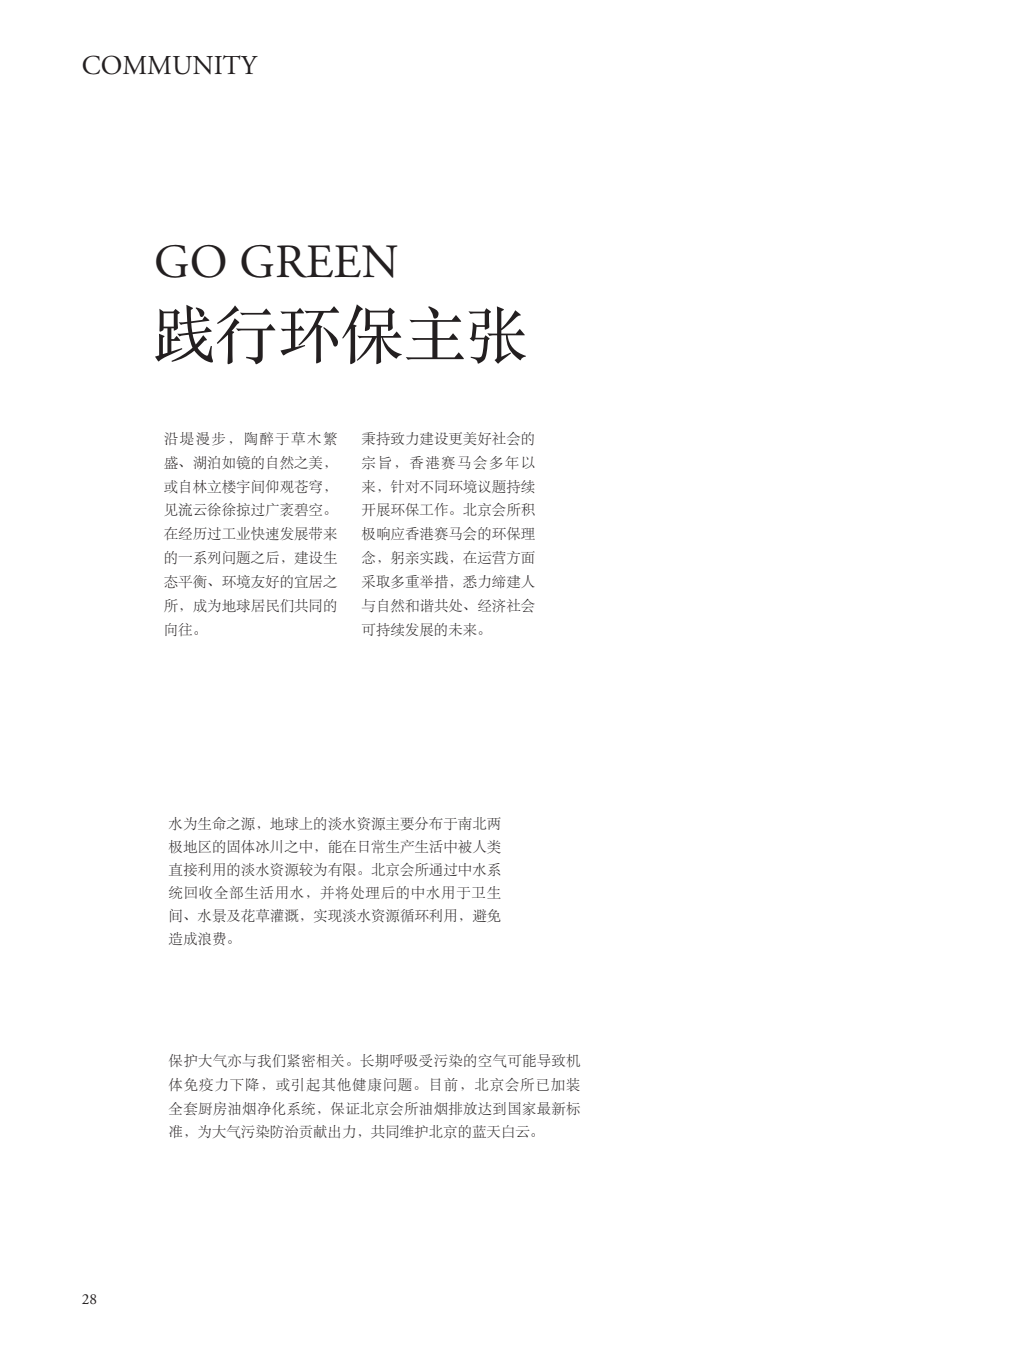 COMMUNITY
GO GREEN
践行环保主张
沿堤漫步，陶醉于草木繁
盛、湖泊如镜的自然之美，
或自林立楼宇间仰观苍穹，
见流云徐徐掠过广袤碧空。
在经历过工业快速发展带来
的一系列问题之后，建设生
态平衡、环境友好的宜居之
所，成为地球居民们共同的
向往。
秉持致力建设更美好社会的
宗旨，香港赛马会多年以
来，针对不同环境议题持续
开展环保工作。北京会所积
极响应香港赛马会的环保理
念，躬亲实践，在运营方面
采取多重举措，悉力缔建人
与自然和谐共处、经济社会
可持续发展的未来。
水为生命之源，地球上的淡水资源主要分布于南北两
极地区的固体冰川之中，能在日常生产生活中被人类
直接利用的淡水资源较为有限。北京会所通过中水系
统回收全部生活用水，并将处理后的中水用于卫生
间、水景及花草灌溉，实现淡水资源循环利用，避免
造成浪费。
保护大气亦与我们紧密相关。长期呼吸受污染的空气可能导致机
体免疫力下降，或引起其他健康问题。目前，北京会所已加装
全套厨房油烟净化系统，保证北京会所油烟排放达到国家最新标
准，为大气污染防治贡献出力，共同维护北京的蓝天白云。
28